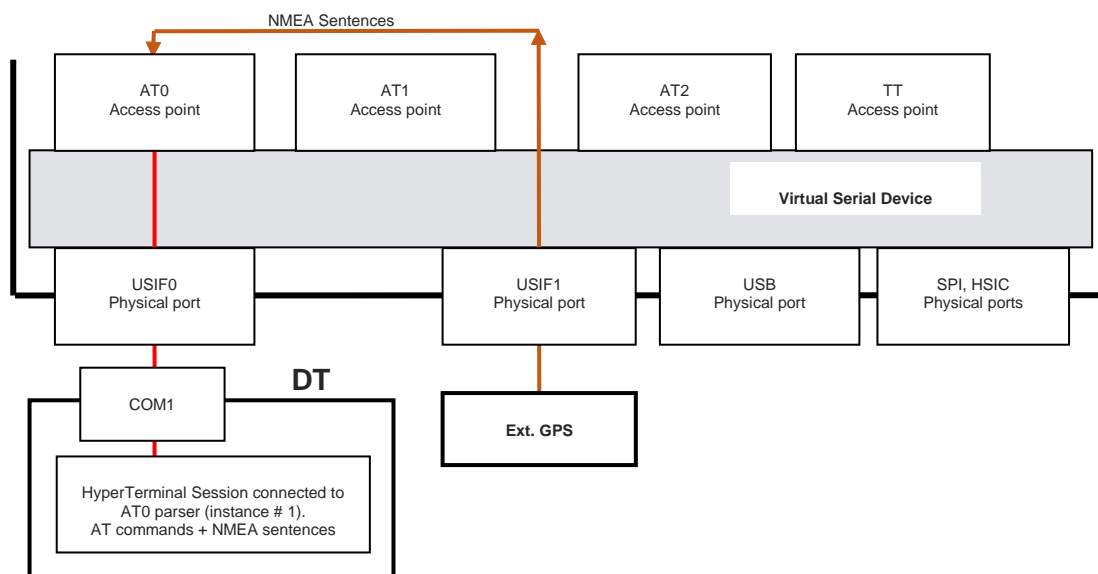 NMEA Sentences
AT0
Access point
AT1
Access point
AT2
Access point
TT
Access point
Virtual Serial Device
USIF0
Physical port
USIF1
Physical port
USB
Physical port
SPI, HSIC
Physical ports
DT
COM1
Ext. GPS
HyperTerminal Session connected to
AT0 parser (instance # 1).
AT commands + NMEA sentences